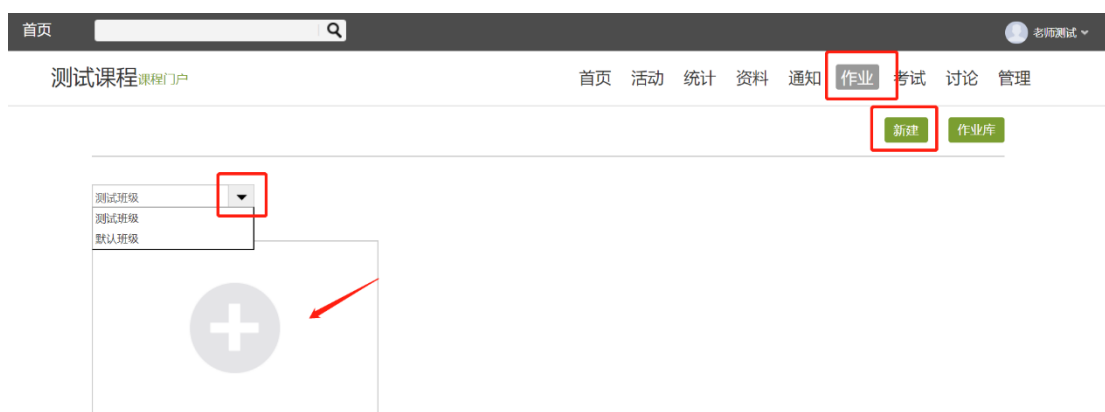 首页 老师测试
测试课程 课程门户 首页 活动 统计 资料 通知 作业 考试 讨论 管理
新建 作业库
测试班级
测试班级
默认班级